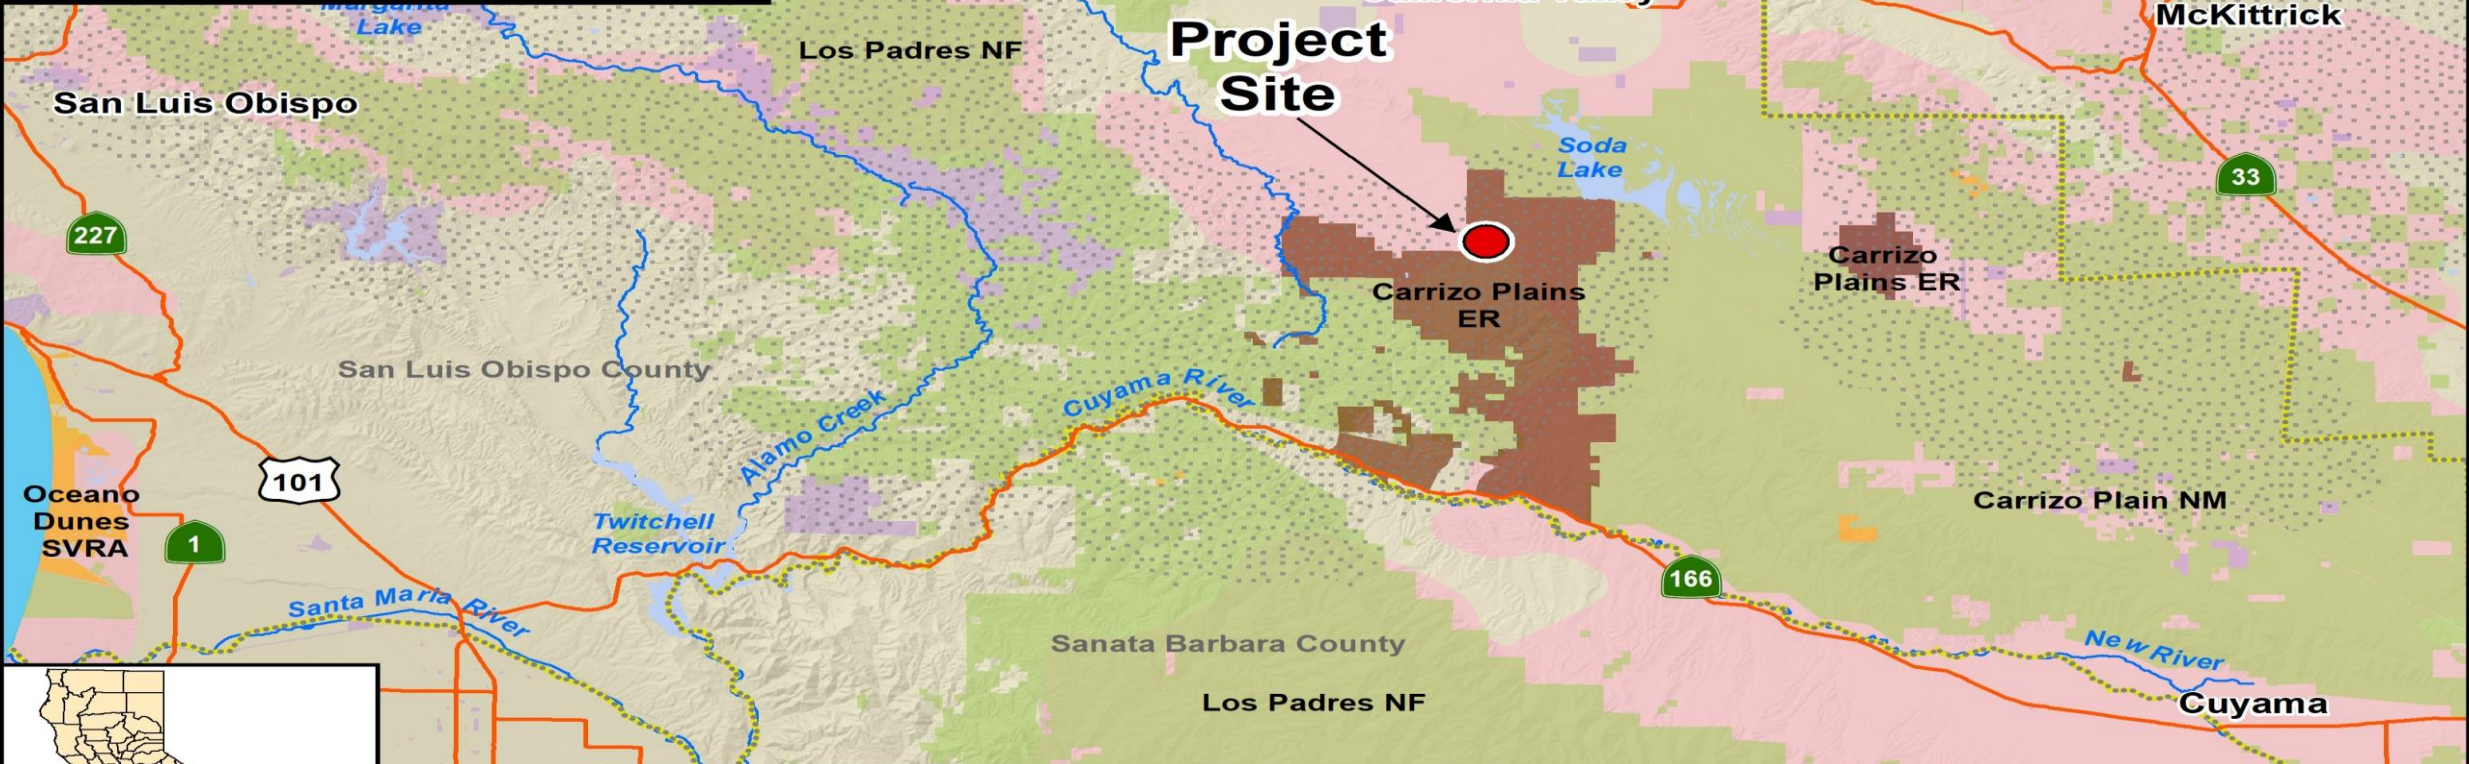 Margarita
Lake
Los Padres NF
Project
Site
McKittrick
San Luis Obispo
Soda
Lake
33
227
Carrizo
Plains ER
Carrizo Plains
ER
San Luis Obispo County
Cuyama River
Alamo Creek
101
Oceano
Dunes
SVRA
1
Twitchell
Reservoir
Carrizo Plain NM
166
Santa Maria River
Sanata Barbara County
New River
Los Padres NF
Cuyama